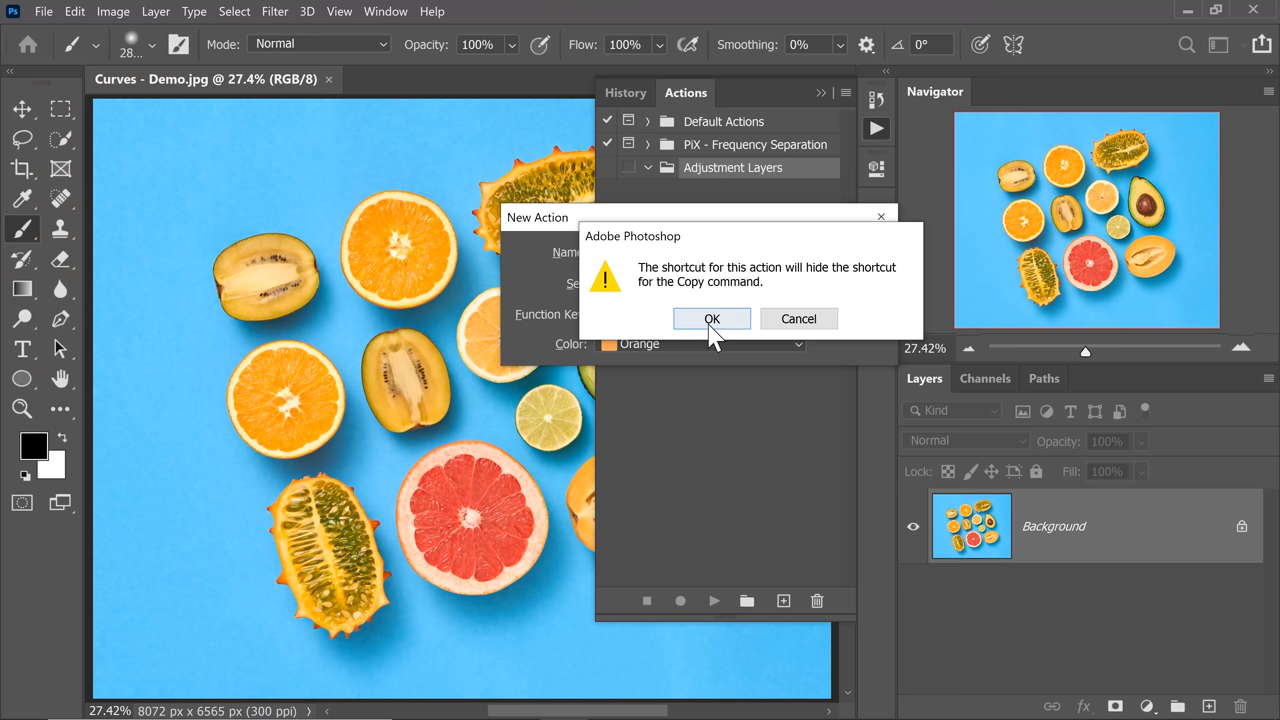 Ps File Edit Image Layer Type Select Filter 3D View Window Help
28... Mode: Normal Opacity: 100% Flow: 100% Smoothing: 0% 0°
Curves - Demo.jpg @ 27.4% (RGB/8) ×
History Actions
Default Actions
PiX - Frequency Separation
Adjustment Layers
New Action
Adobe Photoshop
The shortcut for this action will hide the shortcut
for the Copy command.
OK Cancel
Function Ke
Color: Orange
Navigator
27.42%
Layers Channels Paths
Kind
Normal Opacity: 100%
Lock: Fill: 100%
Background
27.42% 8072 px x 6565 px (300 ppi)